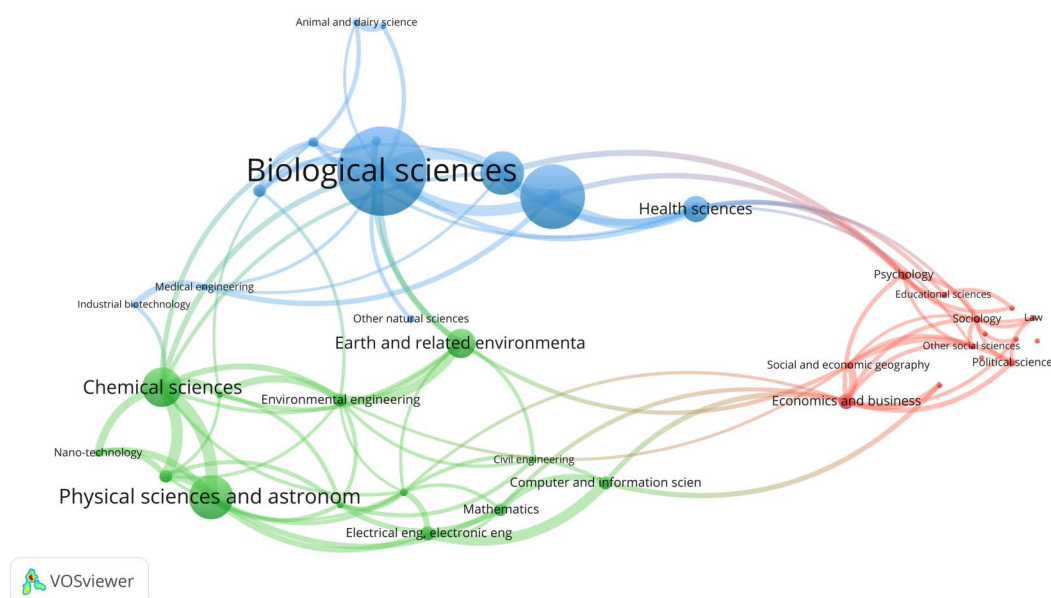 Animal and dairy science
Biological sciences
Health sciences
Psychology
Medical engineering
Educational sciences
Industrial biotechnology
Other natural sciences
Sociology
Law
Earth and related environmenta
Other social sciences
Social and economic geography
Political science
Chemical sciences
Environmental engineering
Economics and business
Nano-technology
Civil engineering
Computer and information scien
Physical sciences and astronom
Mathematics
Electrical eng, electronic eng
VOSviewer